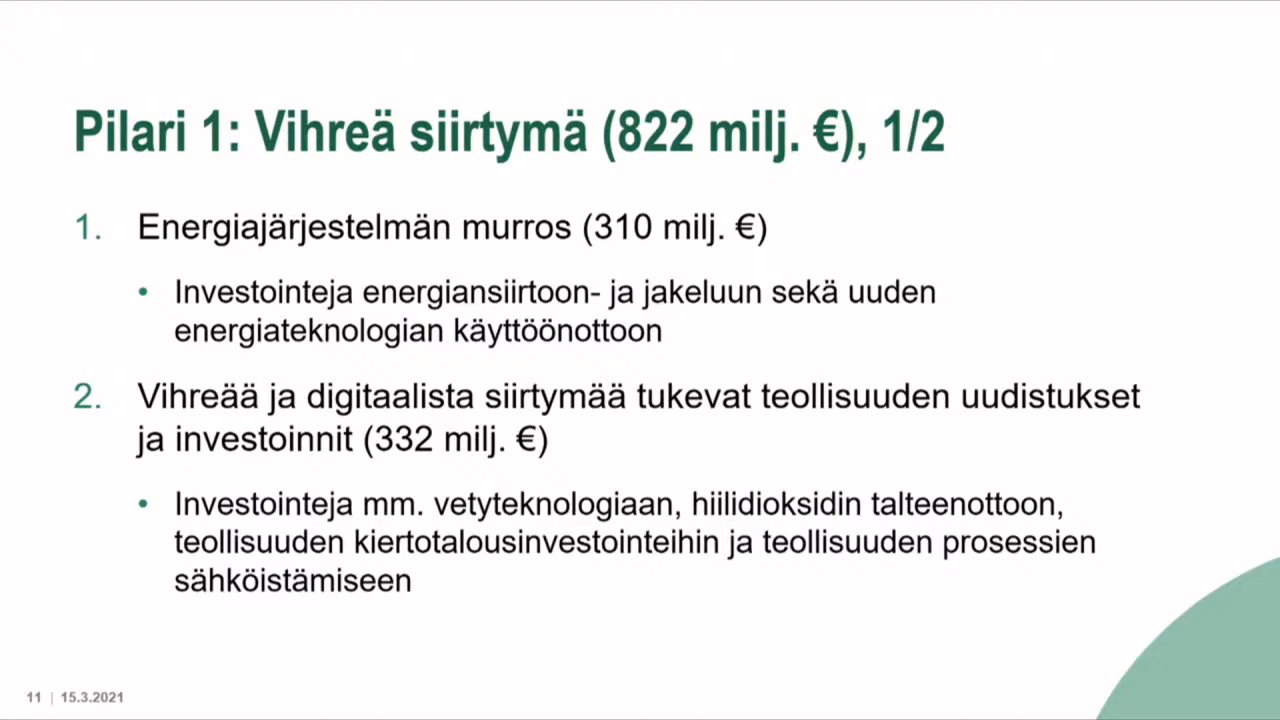 Pilari 1: Vihreä siirtymä (822 milj. €), 1/2
1. Energiajärjestelmän murros (310 milj. €)
• Investointeja energiansiirtoon- ja jakeluun sekä uuden
energiateknologian käyttöönottoon
2. Vihreää ja digitaalista siirtymää tukevat teollisuuden uudistukset
ja investoinnit (332 milj. €)
• Investointeja mm. vetyteknologiaan, hiilidioksidin talteenottoon,
teollisuuden kiertotalousinvestointeihin ja teollisuuden prosessien
sähköistämiseen
11 | 15.3.2021